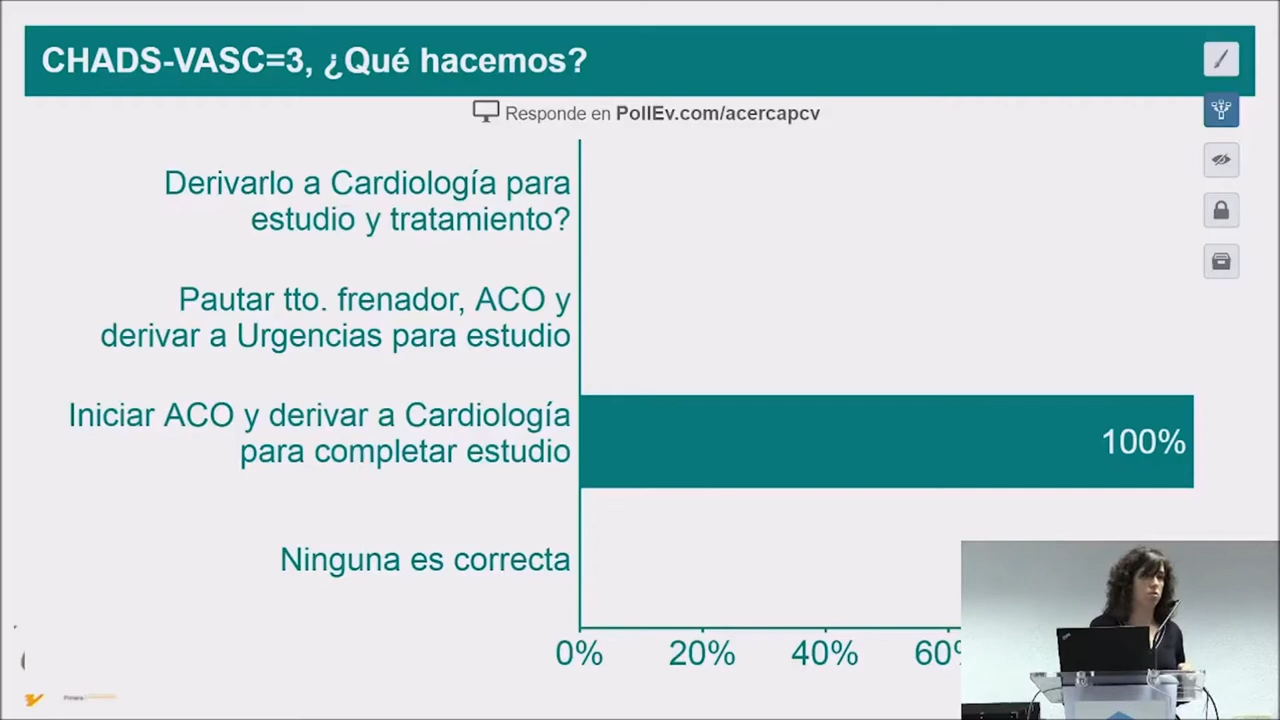 CHADS-VASC=3, ¿Qué hacemos?
Responde en PollEv.com/acercapcv
Derivarlo a Cardiología para
estudio y tratamiento?
Pautar tto. frenador, ACO y
derivar a Urgencias para estudio
Iniciar ACO y derivar a Cardiología
para completar estudio
100%
Ninguna es correcta
0% 20% 40% 60%